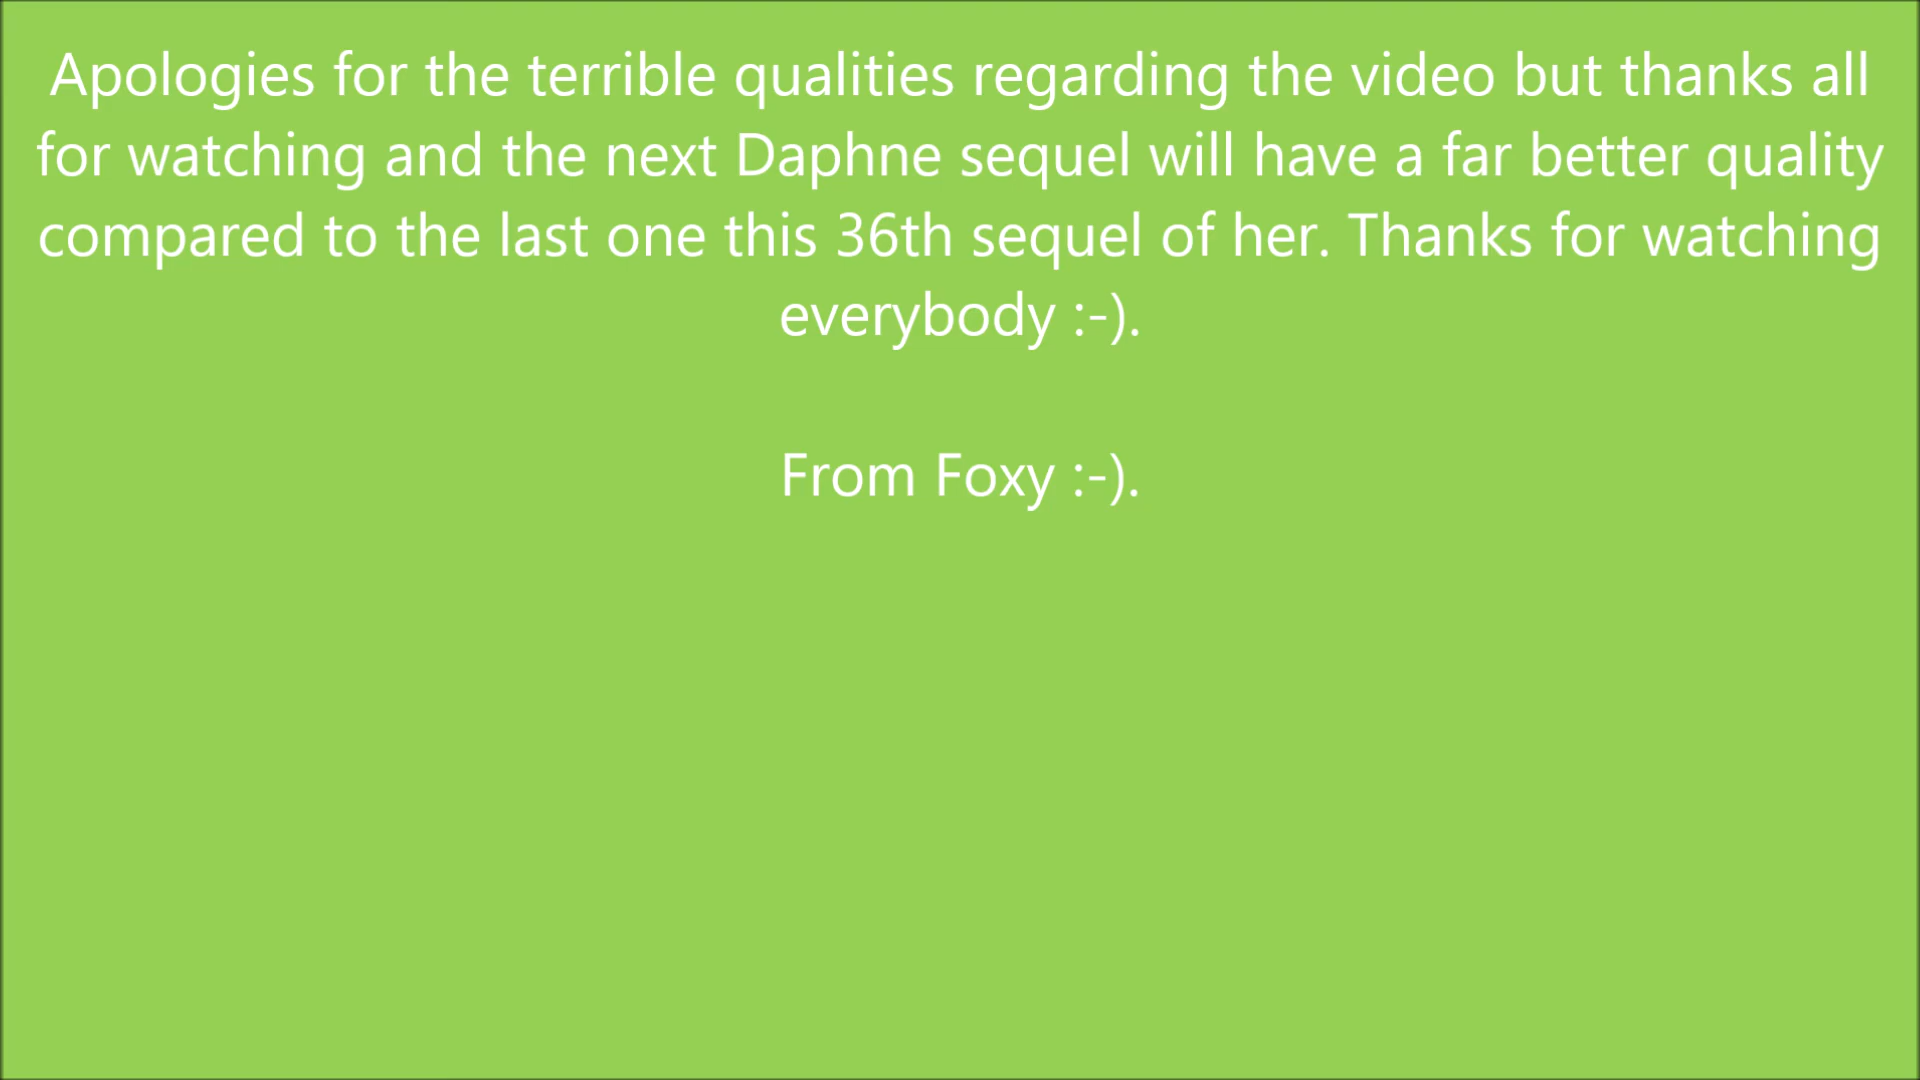 Apologies for the terrible qualities regarding the video but thanks all
for watching and the next Daphne sequel will have a far better quality
compared to the last one this 36th sequel of her. Thanks for watching
everybody :-).
From Foxy :-).